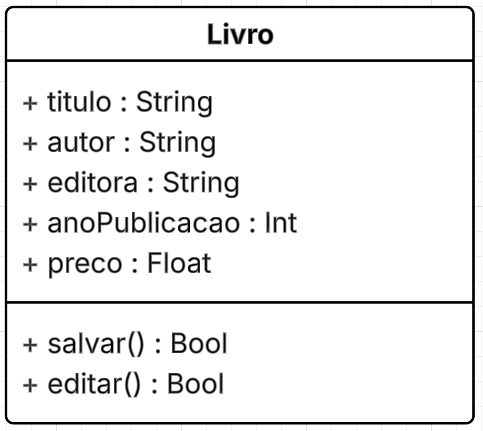 Livro
+ titulo : String
+ autor : String
+ editora : String
+ anoPublicacao : Int
+ preco : Float
+ salvar() : Bool
+ editar() : Bool